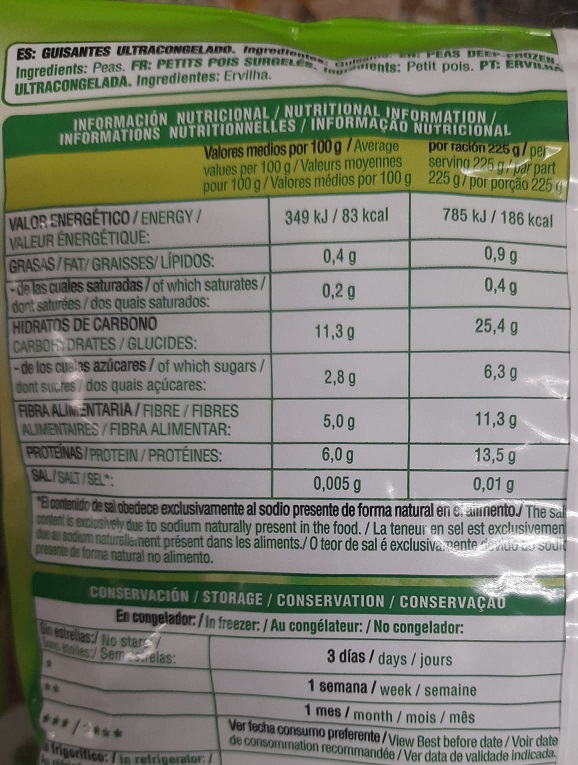 ES: GUISANTES ULTRACONGELADO. PEAS DEEP-FROZEN.
Ingredients: Peas. FR: PETITS POIS SURGELÉS. Petit pois. PT: ERVILHA
ULTRACONGELADA. Ingredientes: Ervilha.
INFORMACIÓN NUTRICIONAL / NUTRITIONAL INFORMATION /
INFORMATIONS NUTRITIONNELLES / INFORMAÇÃO NUTRICIONAL
Valores medios por 100 g / Average por ración 225 g / per
values per 100 g / Valeurs moyennes serving 225 g / par part
pour 100 g / Valores médios por 100 g 225 g / por porção 225 g
VALOR ENERGÉTICO / ENERGY / 349 kJ / 83 kcal 785 kJ / 186 kcal
VALEUR ÉNERGÉTIQUE:
GRASAS / FAT/ GRAISSES/ LÍPIDOS: 0,4 g 0,9 g
- de las cuales saturadas / of which saturates / 0,2 g 0,4 g
dont saturées / dos quais saturados:
HIDRATOS DE CARBONO 11,3 g 25,4 g
CARBOHYDRATES / GLUCIDES:
- de los cuales azúcares / of which sugars / 2,8 g 6,3 g
dont sucres / dos quais açúcares:
FIBRA ALIMENTARIA / FIBRE / FIBRES 5,0 g 11,3 g
ALIMENTAIRES / FIBRA ALIMENTAR:
PROTEÍNAS / PROTEIN / PROTÉINES: 6,0 g 13,5 g
SAL / SALT / SEL*: 0,005 g 0,01 g
*El contenido de sal obedece exclusivamente al sodio presente de forma natural en el alimento./ The salt
content is exclusively due to sodium naturally present in the food. / La teneur en sel est exclusivement
due au sodium naturellement présent dans les aliments./ O teor de sal é exclusivamente devido ao sódio
presente de forma natural no alimento.
CONSERVACIÓN / STORAGE / CONSERVATION / CONSERVAÇÃO
En congelador: / In freezer: / Au congélateur: / No congelador:
Sin estrellas:/ No stars 3 días / days / jours
Sans étoiles:/ Sem estrelas:
* 1 semana / week / semaine
** 1 mes / month / mois / mês
***/**** Ver fecha consumo preferente / View Best before date / Voir date
de consommation recommandée / Ver data de validade indicada.
frigorífico: / in refrigerator: /